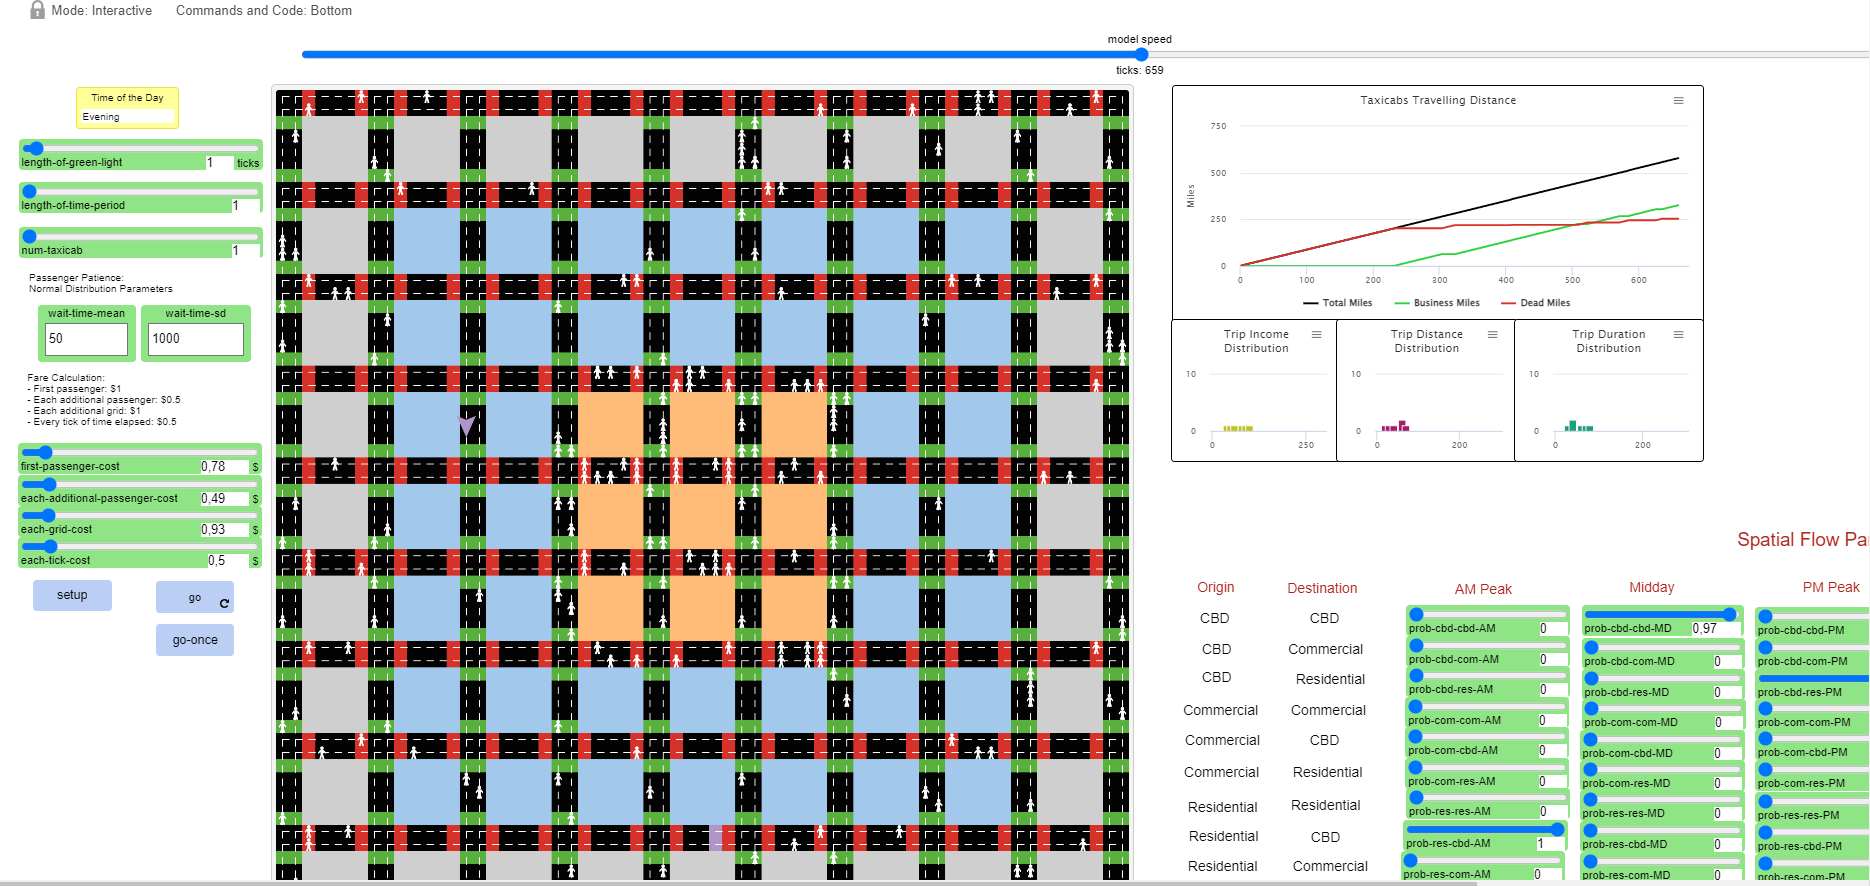 Mode: Interactive Commands and Code: Bottom
model speed
ticks: 659
Time of the Day
Evening
length-of-green-light 1 ticks
length-of-time-period 1
num-taxicab 1
Passenger Patience:
Normal Distribution Parameters
wait-time-mean
50
wait-time-sd
1000
Fare Calculation:
- First passenger: $1
- Each additional passenger: $0.5
- Each additional grid: $1
- Every tick of time elapsed: $0.5
first-passenger-cost 0,78 $
each-additional-passenger-cost 0,49 $
each-grid-cost 0,93 $
each-tick-cost 0,5 $
setup
go
go-once
Taxicabs Travelling Distance
Miles
750
500
250
0
0 100 200 300 400 500 600
Total Miles Business Miles Dead Miles
Trip Income
Distribution
10
0
0 250
Trip Distance
Distribution
10
0
0 200
Trip Duration
Distribution
10
0
0 200
Spatial Flow Pa
Origin Destination AM Peak Midday PM Peak
CBD CBD prob-cbd-cbd-AM 0 prob-cbd-cbd-MD 0,97 prob-cbd-cbd-PM
CBD Commercial prob-cbd-com-AM 0 prob-cbd-com-MD 0 prob-cbd-com-PM
CBD Residential prob-cbd-res-AM 0 prob-cbd-res-MD 0 prob-cbd-res-PM
Commercial Commercial prob-com-com-AM 0 prob-com-com-MD 0 prob-com-com-PM
Commercial CBD prob-com-cbd-AM 0 prob-com-cbd-MD 0 prob-com-cbd-PM
Commercial Residential prob-com-res-AM 0 prob-com-res-MD 0 prob-com-res-PM
Residential Residential prob-res-res-AM 0 prob-res-res-MD 0 prob-res-res-PM
Residential CBD prob-res-cbd-AM 1 prob-res-cbd-MD 0 prob-res-cbd-PM
Residential Commercial prob-res-com-AM 0 prob-res-com-MD 0 prob-res-com-PM